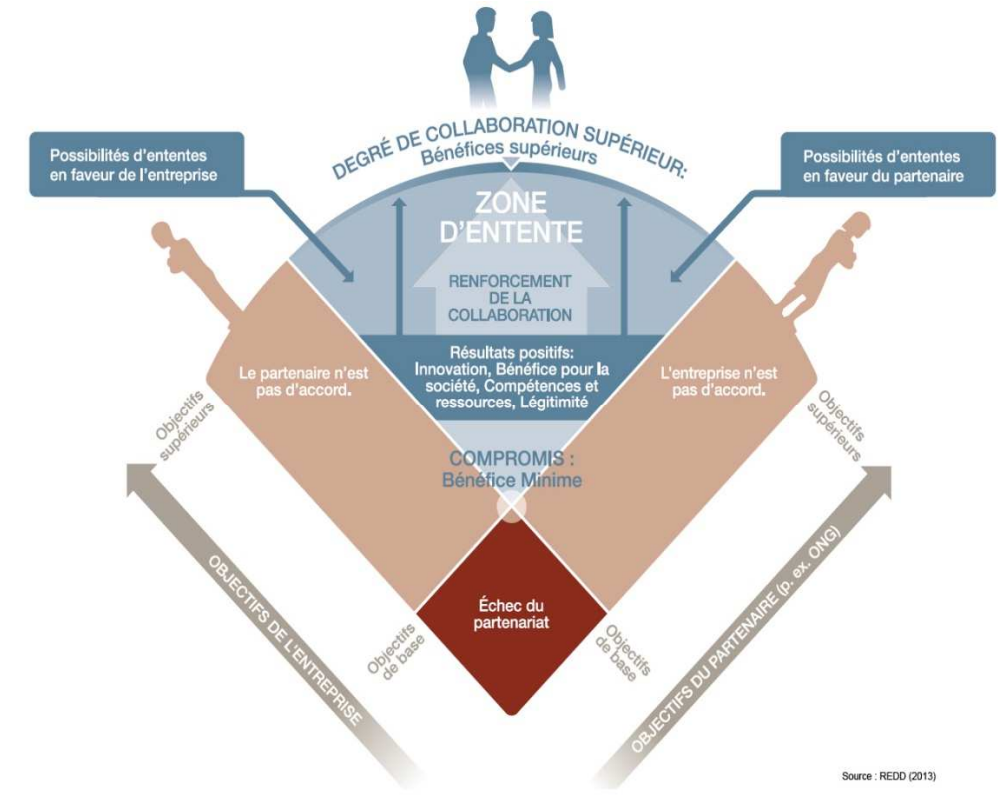 DEGRÉ DE COLLABORATION SUPÉRIEUR:
Bénéfices supérieurs
Possibilités d'ententes
en faveur de l'entreprise
Possibilités d'ententes
en faveur du partenaire
ZONE
D'ENTENTE
RENFORCEMENT
DE LA
COLLABORATION
Résultats positifs:
Innovation, Bénéfice pour la
société, Compétences et
ressources, Légitimité
Le partenaire n'est
pas d'accord.
L'entreprise n'est
pas d'accord.
Objectifs
supérieurs
Objectifs
supérieurs
COMPROMIS :
Bénéfice Minime
Échec du
partenariat
Objectifs
de base
Objectifs
de base
OBJECTIFS DE L'ENTREPRISE
OBJECTIFS DU PARTENAIRE (p. ex. ONG)
Source : REDD (2013)